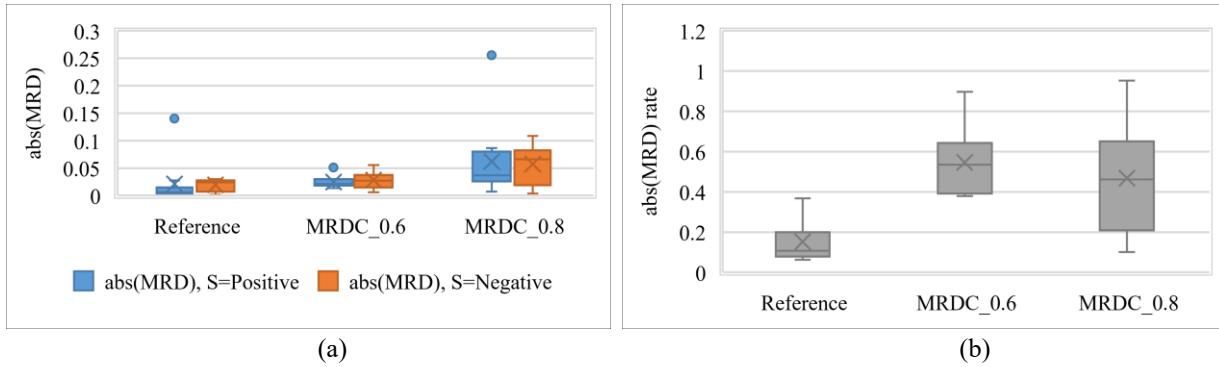 0.3
0.25
0.2
0.15
0.1
0.05
0
abs(MRD)
Reference MRDC_0.6 MRDC_0.8
abs(MRD), S=Positive abs(MRD), S=Negative
(a)
1.2
1
0.8
0.6
0.4
0.2
0
abs(MRD) rate
Reference MRDC_0.6 MRDC_0.8
(b)